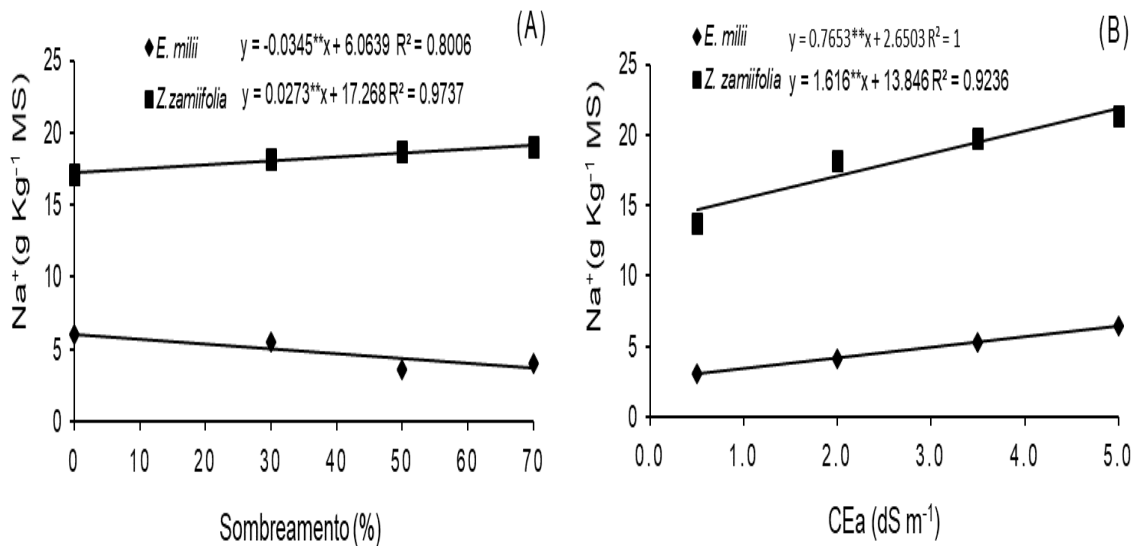 (A)
E. milii y = -0.0345**x + 6.0639 R² = 0.8006
Z.zamiifolia y = 0.0273**x + 17.268 R² = 0.9737
Na⁺(g Kg⁻¹ MS)
25
20
15
10
5
0
0 10 20 30 40 50 60 70
Sombreamento (%)
(B)
E. milii y = 0.7653**x + 2.6503 R² = 1
Z. zamiifolia y = 1.616**x + 13.846 R² = 0.9236
Na⁺(g Kg⁻¹ MS)
25
20
15
10
5
0
0.0 1.0 2.0 3.0 4.0 5.0
CEa (dS m⁻¹)